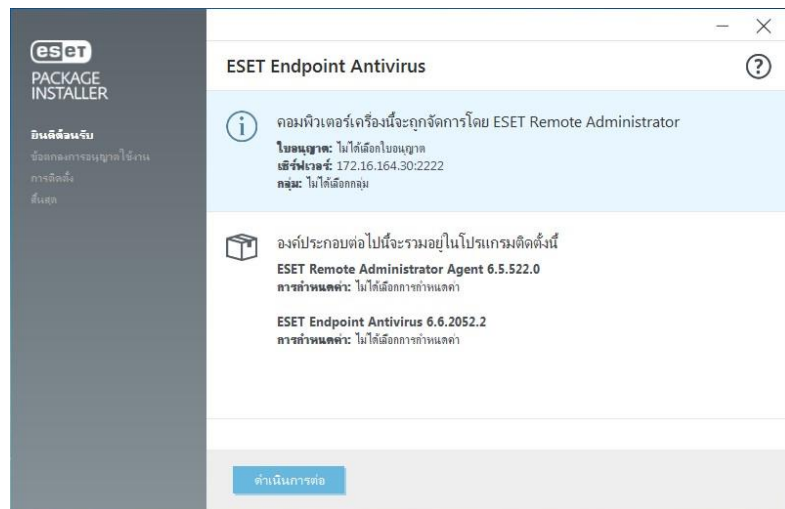 eset
PACKAGE
INSTALLER
ยินดีต้อนรับ
ข้อตกลงการอนุญาตใช้งาน
การติดตั้ง
สิ้นสุด
ESET Endpoint Antivirus
?
i
คอมพิวเตอร์เครื่องนี้จะถูกจัดการโดย ESET Remote Administrator
ใบอนุญาต: ไม่ได้เลือกใบอนุญาต
เซิร์ฟเวอร์: 172.16.164.30:2222
กลุ่ม: ไม่ได้เลือกกลุ่ม
องค์ประกอบต่อไปนี้จะรวมอยู่ในโปรแกรมติดตั้งนี้
ESET Remote Administrator Agent 6.5.522.0
การกำหนดค่า: ไม่ได้เลือกการกำหนดค่า
ESET Endpoint Antivirus 6.6.2052.2
การกำหนดค่า: ไม่ได้เลือกการกำหนดค่า
ดำเนินการต่อ